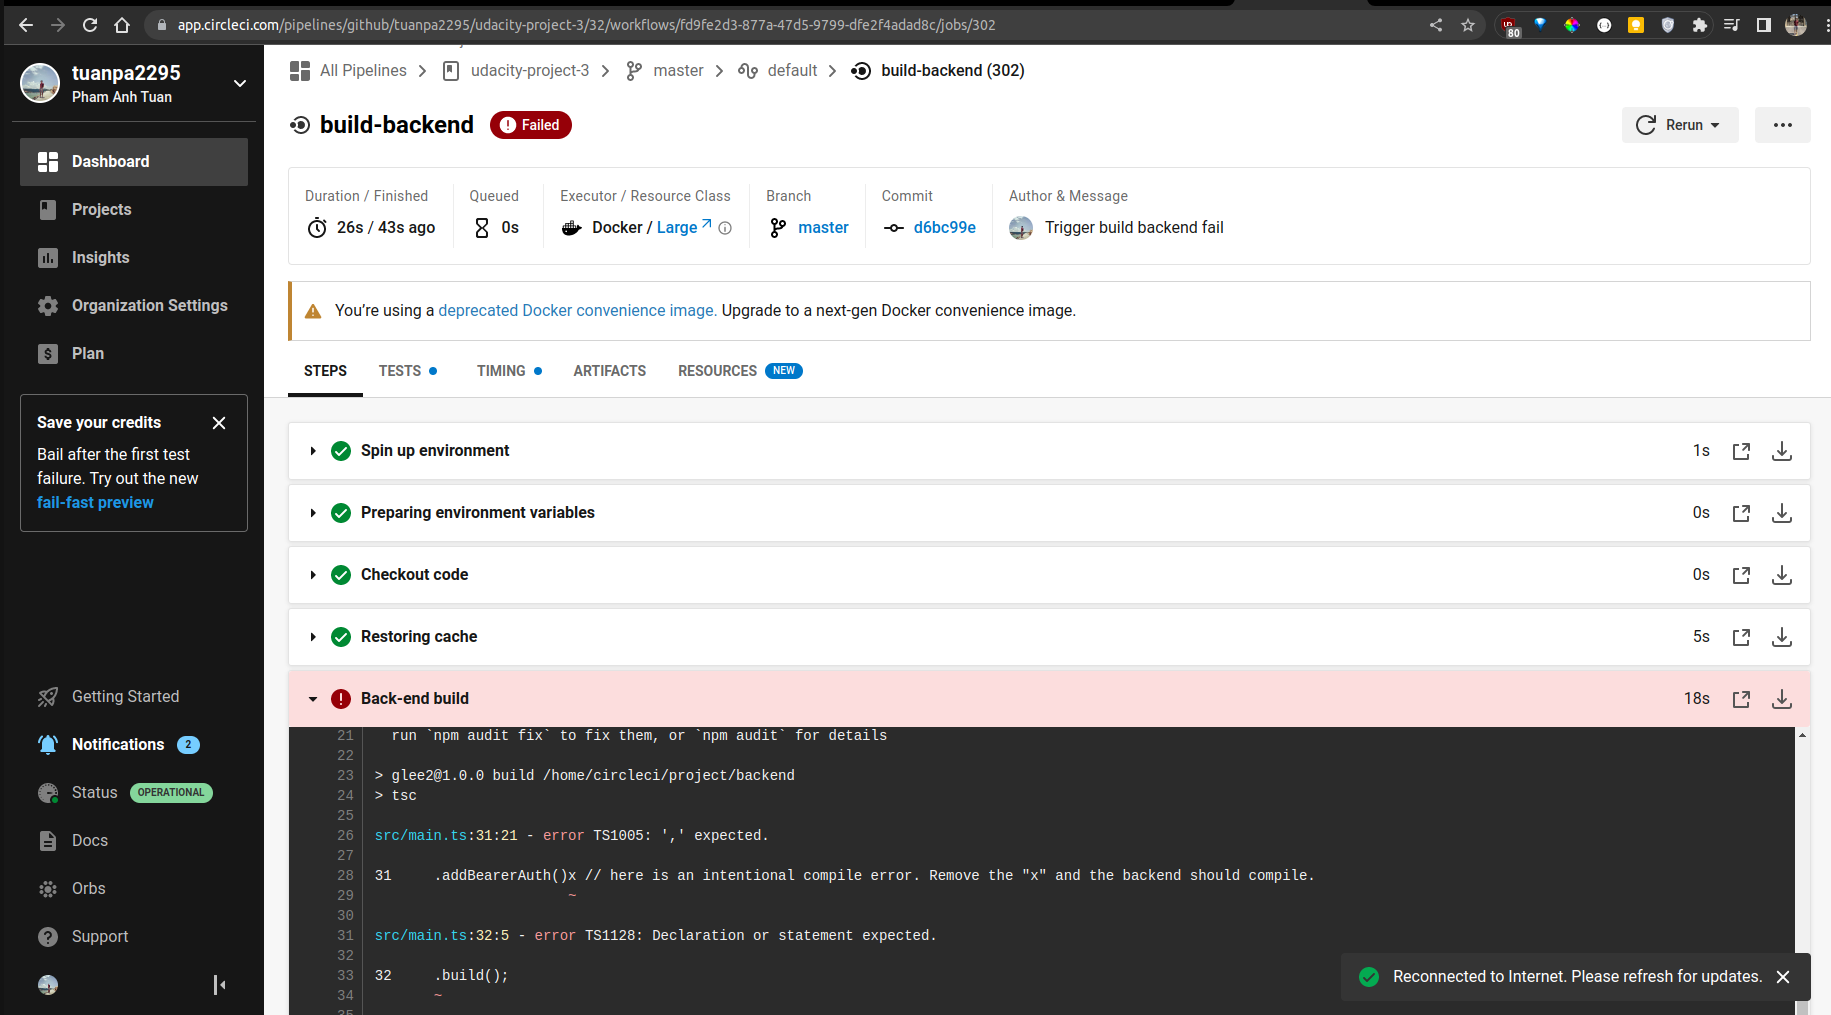 app.circleci.com/pipelines/github/tuanpa2295/udacity-project-3/32/workflows/fd9fe2d3-877a-47d5-9799-dfe2f4adad8c/jobs/302
80
tuanpa2295
Pham Anh Tuan
All Pipelines
udacity-project-3
master
default
build-backend (302)
build-backend
Failed
Rerun
Dashboard
Projects
Insights
Organization Settings
Plan
Duration / Finished
Queued
Executor / Resource Class
Branch
Commit
Author & Message
26s / 43s ago
0s
Docker / Large
master
d6bc99e
Trigger build backend fail
You're using a deprecated Docker convenience image. Upgrade to a next-gen Docker convenience image.
STEPS
TESTS
TIMING
ARTIFACTS
RESOURCES
NEW
Save your credits
Bail after the first test
failure. Try out the new
fail-fast preview
Spin up environment
1s
Preparing environment variables
0s
Checkout code
0s
Restoring cache
5s
Back-end build
18s
21 run `npm audit fix` to fix them, or `npm audit` for details
22
23 > glee2@1.0.0 build /home/circleci/project/backend
24 > tsc
25
26 src/main.ts:31:21 - error TS1005: ',' expected.
27
28 31 .addBearerAuth()x // here is an intentional compile error. Remove the "x" and the backend should compile.
29 ~
30
31 src/main.ts:32:5 - error TS1128: Declaration or statement expected.
32
33 32 .build();
34 ~
35
Getting Started
Notifications
2
Status
OPERATIONAL
Docs
Orbs
Support
Reconnected to Internet. Please refresh for updates.